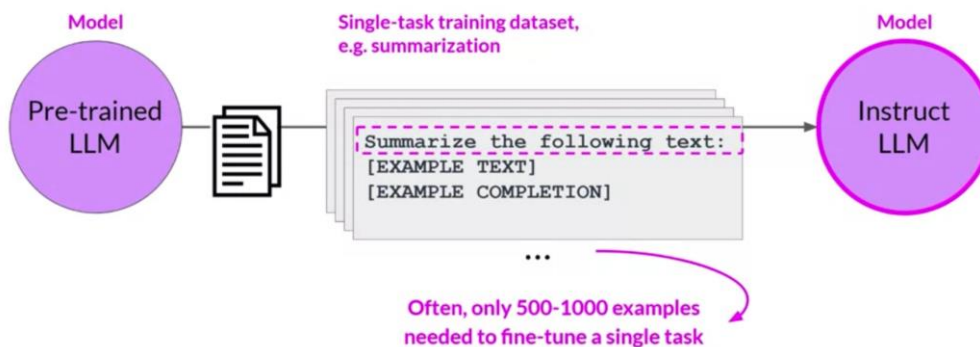 Model
Single-task training dataset,
e.g. summarization
Model
Pre-trained
LLM
Summarize the following text:
[EXAMPLE TEXT]
[EXAMPLE COMPLETION]
Instruct
LLM
...
Often, only 500-1000 examples
needed to fine-tune a single task